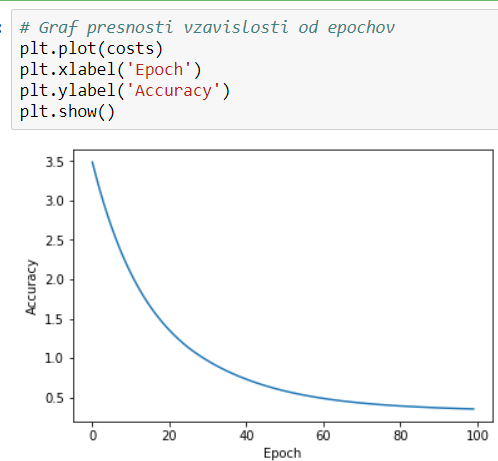 # Graf presnosti vzavislosti od epochov
plt.plot(costs)
plt.xlabel('Epoch')
plt.ylabel('Accuracy')
plt.show()
3.5
3.0
2.5
2.0
1.5
1.0
0.5
Accuracy
0 20 40 60 80 100
Epoch